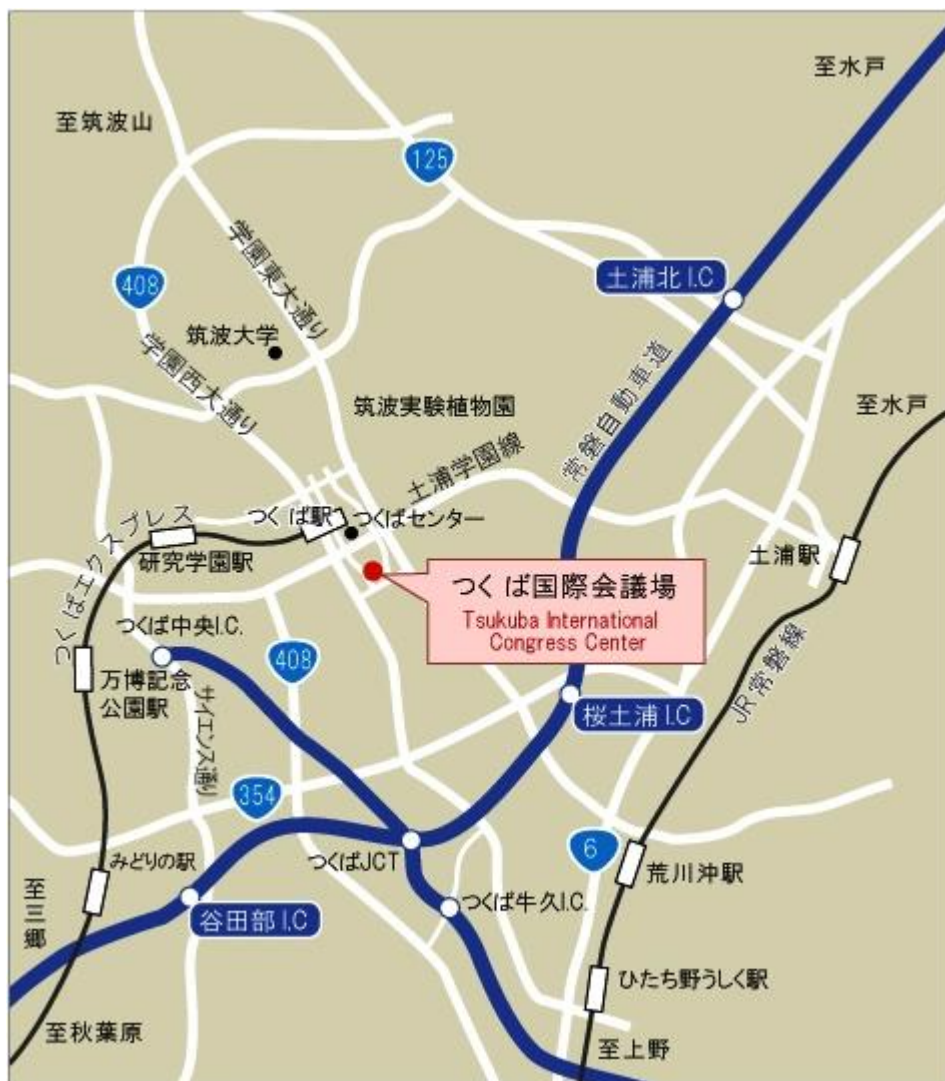 至水戸
至筑波山
125
学園東大通り
408
土浦北I.C
筑波大学
学園西大通り
常磐自動車道
筑波実験植物園
至水戸
土浦学園線
つくば駅
つくばセンター
つくばエクスプレス
研究学園駅
土浦駅
つくば国際会議場
Tsukuba International
Congress Center
つくば中央I.C.
408
万博記念
公園駅
サイエンス通り
桜土浦I.C
JR常磐線
354
6
つくばJCT
みどりの駅
荒川沖駅
至三郷
谷田部I.C
つくば牛久I.C.
ひたち野うしく駅
至秋葉原
至上野